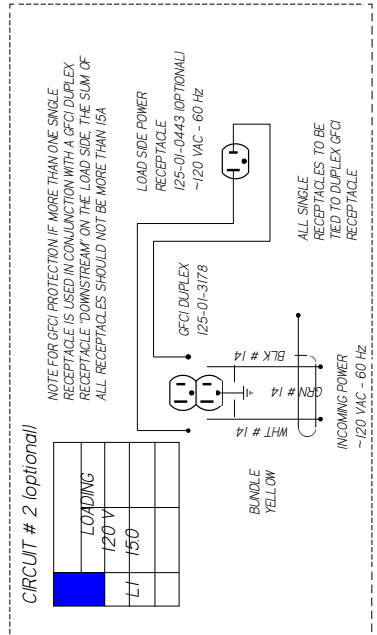 CIRCUIT # 2 (optional)
LOADING
120 V
L1 15.0
NOTE FOR GFCI PROTECTION IF MORE THAN ONE SINGLE
RECEPTACLE IS USED IN CONJUNCTION WITH A GFCI DUPLEX
RECEPTACLE "DOWNSTREAM" ON THE LOAD SIDE, THE SUM OF
ALL RECEPTACLES SHOULD NOT BE MORE THAN 15A
LOAD SIDE POWER
RECEPTACLE
125-01-0443 (OPTIONAL)
~120 VAC - 60 Hz
GFCI DUPLEX
125-01-3178
BUNDLE
YELLOW
WHT # 14
GRN # 14
BLK # 14
INCOMING POWER
~120 VAC - 60 Hz
ALL SINGLE
RECEPTACLES TO BE
TIED TO DUPLEX GFCI
RECEPTACLE